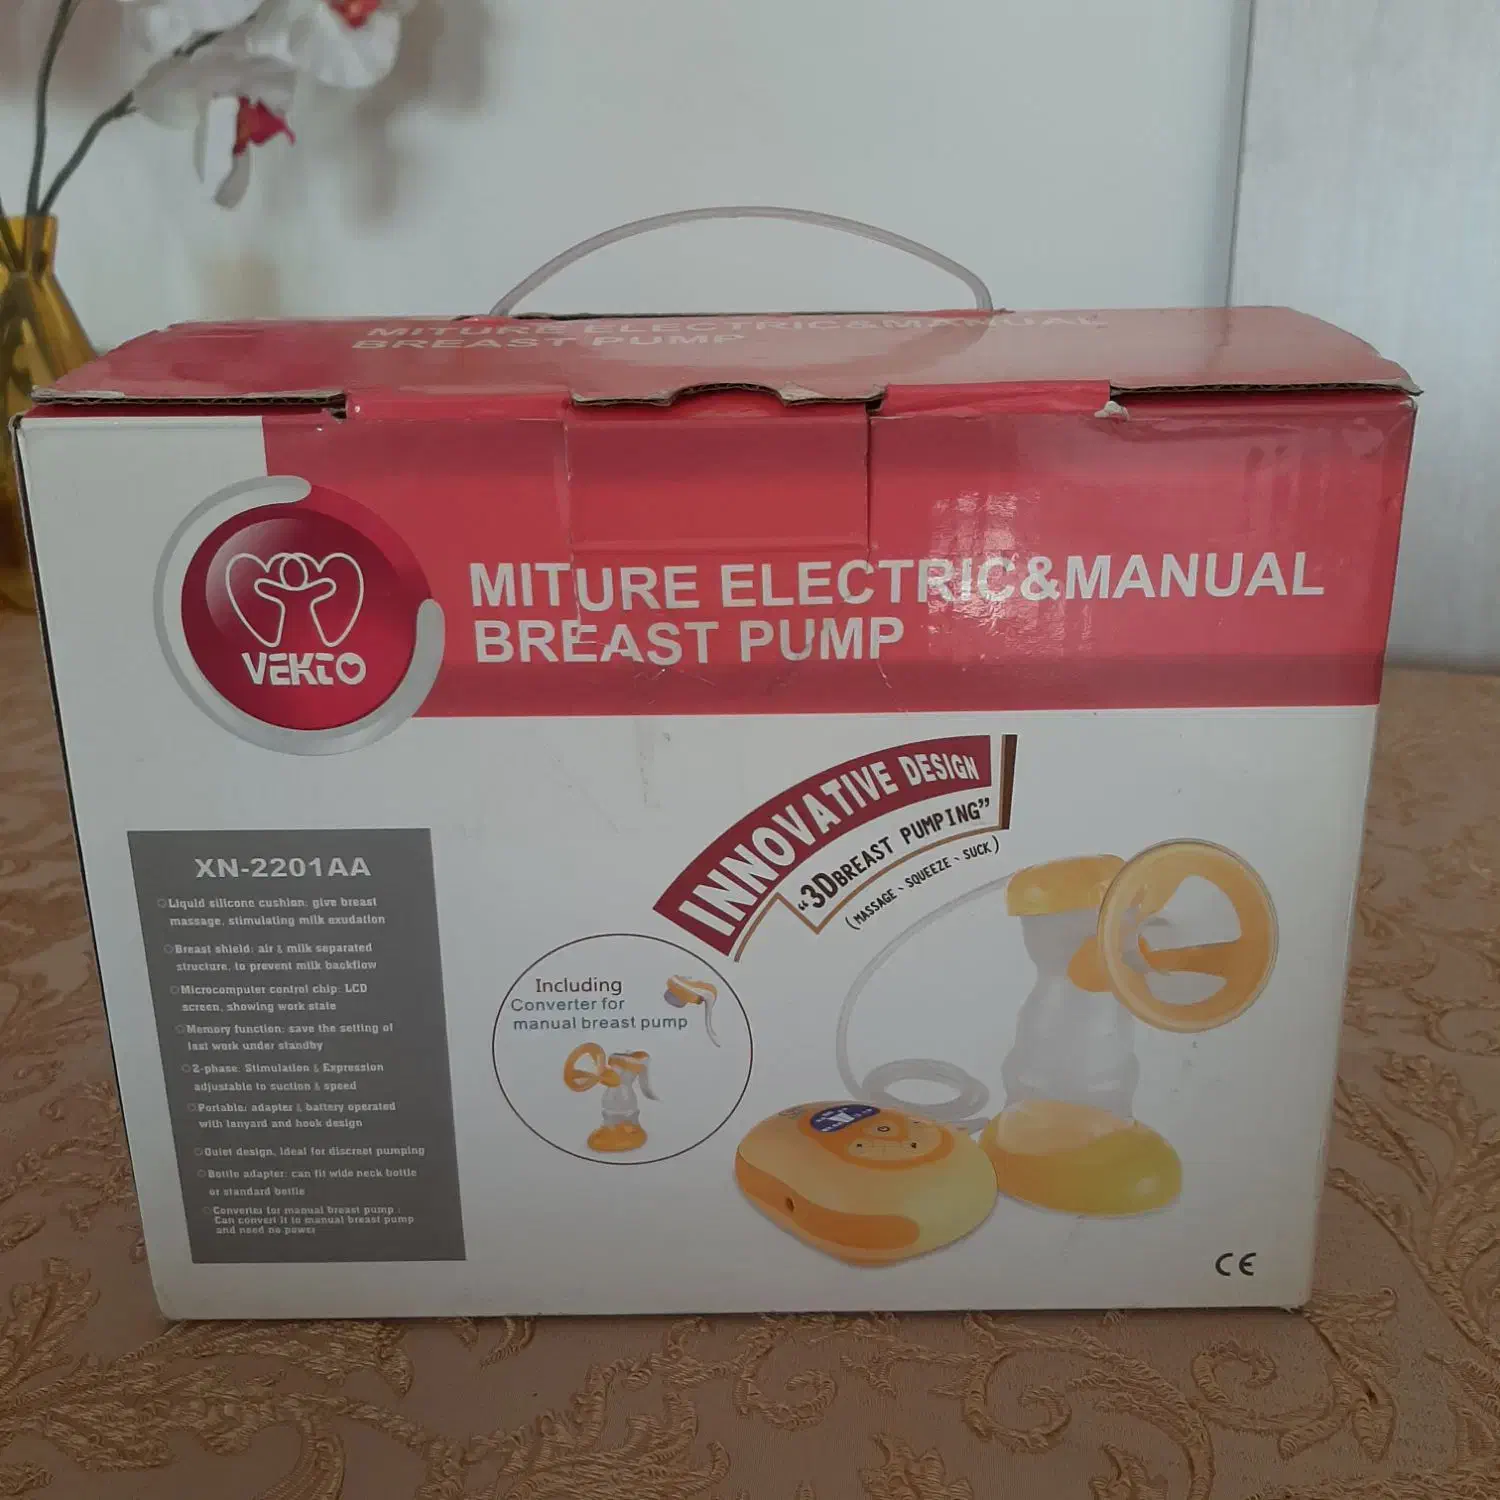 MITURE ELECTRIC&MANUAL
BREAST PUMP
VEKTO
MITURE ELECTRIC&MANUAL
BREAST PUMP
INNOVATIVE DESIGN
“3DBREAST PUMPING”
(MASSAGE、SQUEEZE、SUCK)
XN-2201AA
Liquid silicone cushion: give breast
massage, stimulating milk exudation
Breast shield: air & milk separated
structure, to prevent milk backflow
Microcomputer control chip: LCD
screen, showing work state
Memory function: save the setting of
last work under standby
2-phase: Stimulation & Expression
adjustable to suction & speed
Portable: adapter & battery operated
with lanyard and hook design
Quiet design, ideal for discreet pumping
Bottle adapter: can fit wide neck bottle
or standard bottle
Converter for manual breast pump :
Can convert it to manual breast pump
and need no power
Including
Converter for
manual breast pump
CE